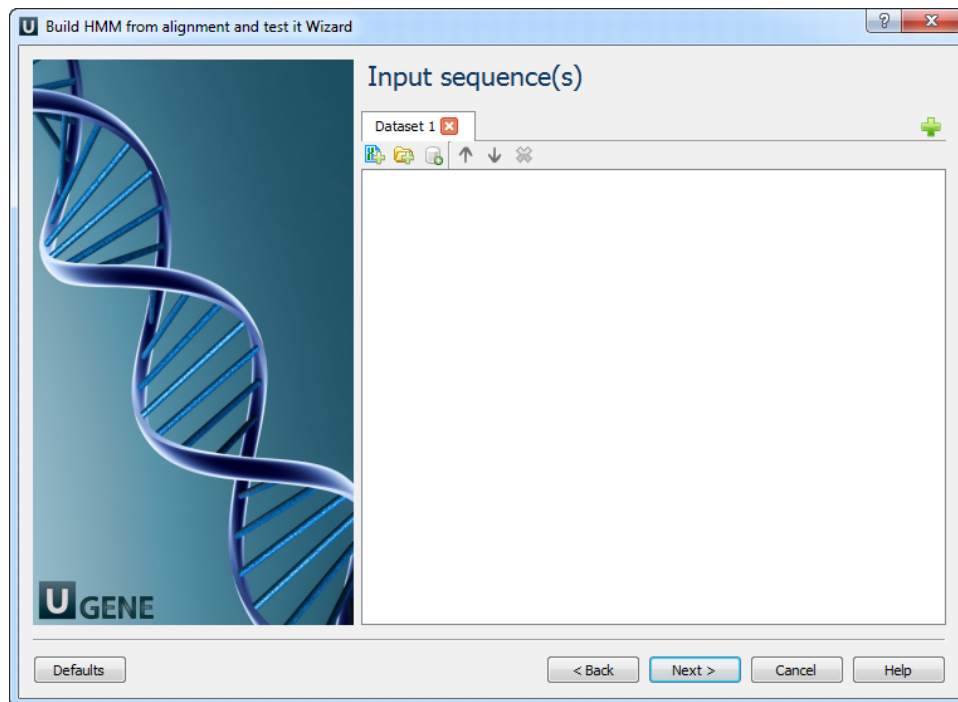 U Build HMM from alignment and test it Wizard
?
Input sequence(s)
Dataset 1
U GENE
Defaults
< Back
Next >
Cancel
Help